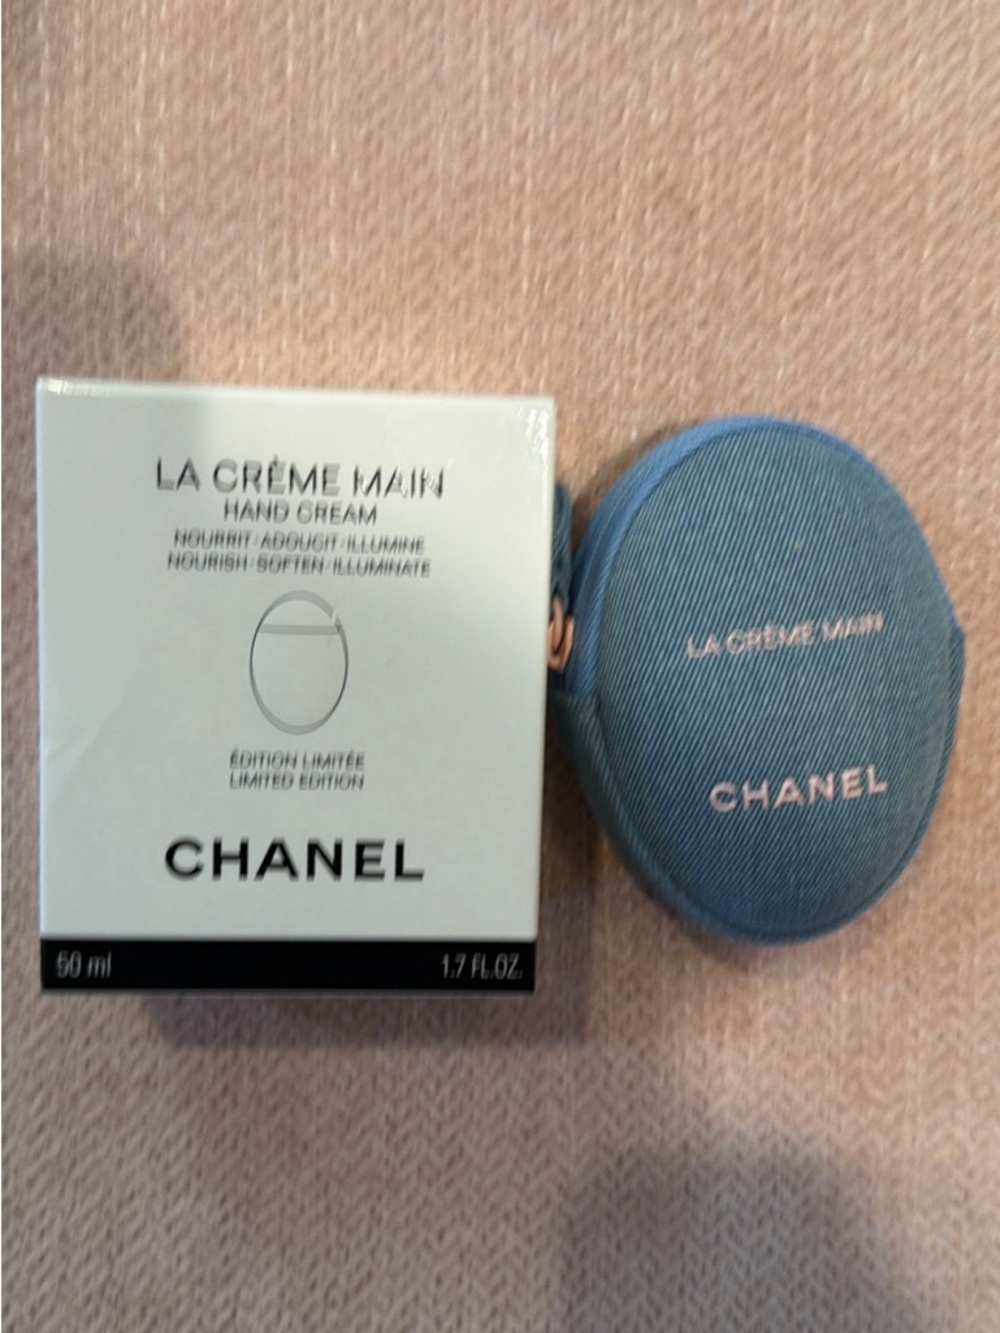 LA CRÈME MAIN
HAND CREAM
NOURRIT·ADOUCIT·ILLUMINE
NOURISH·SOFTEN·ILLUMINATE
ÉDITION LIMITÉE
LIMITED EDITION
CHANEL
50 ml 1.7 FL.OZ.
LA CRÈME MAIN
CHANEL